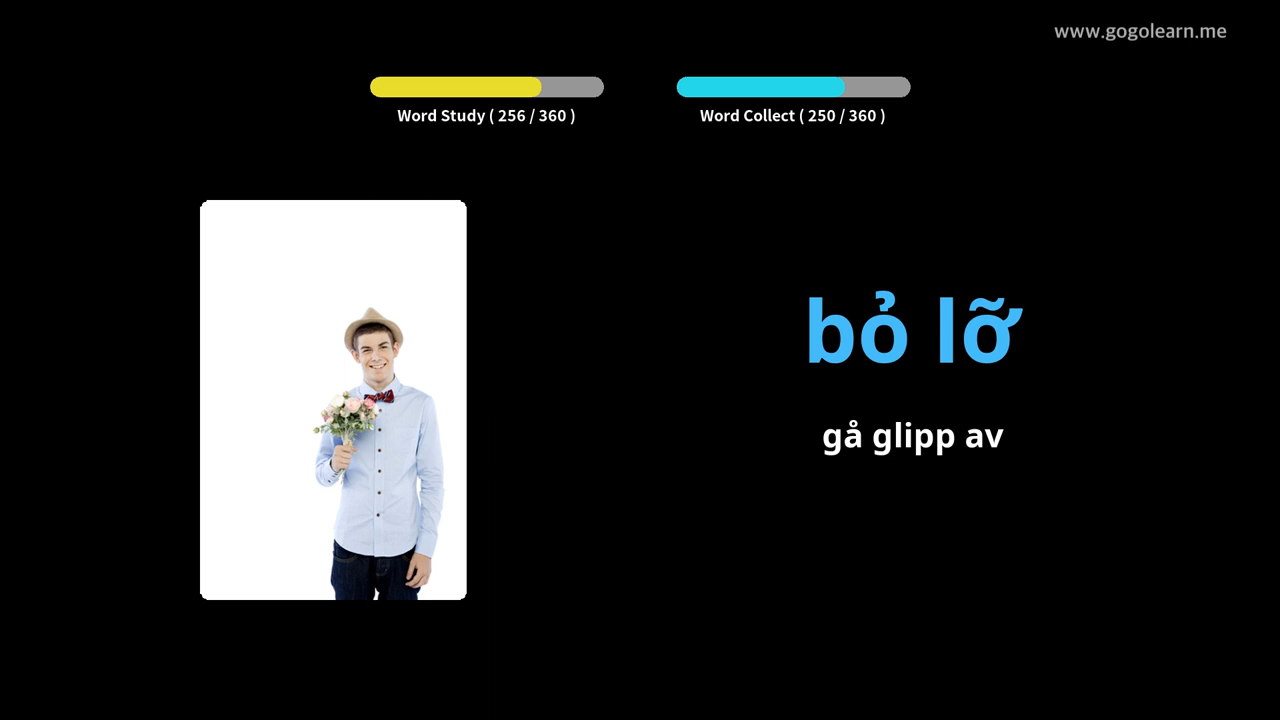 www.gogolearn.me
Word Study ( 256 / 360 )
Word Collect ( 250 / 360 )
bỏ lỡ
gå glipp av